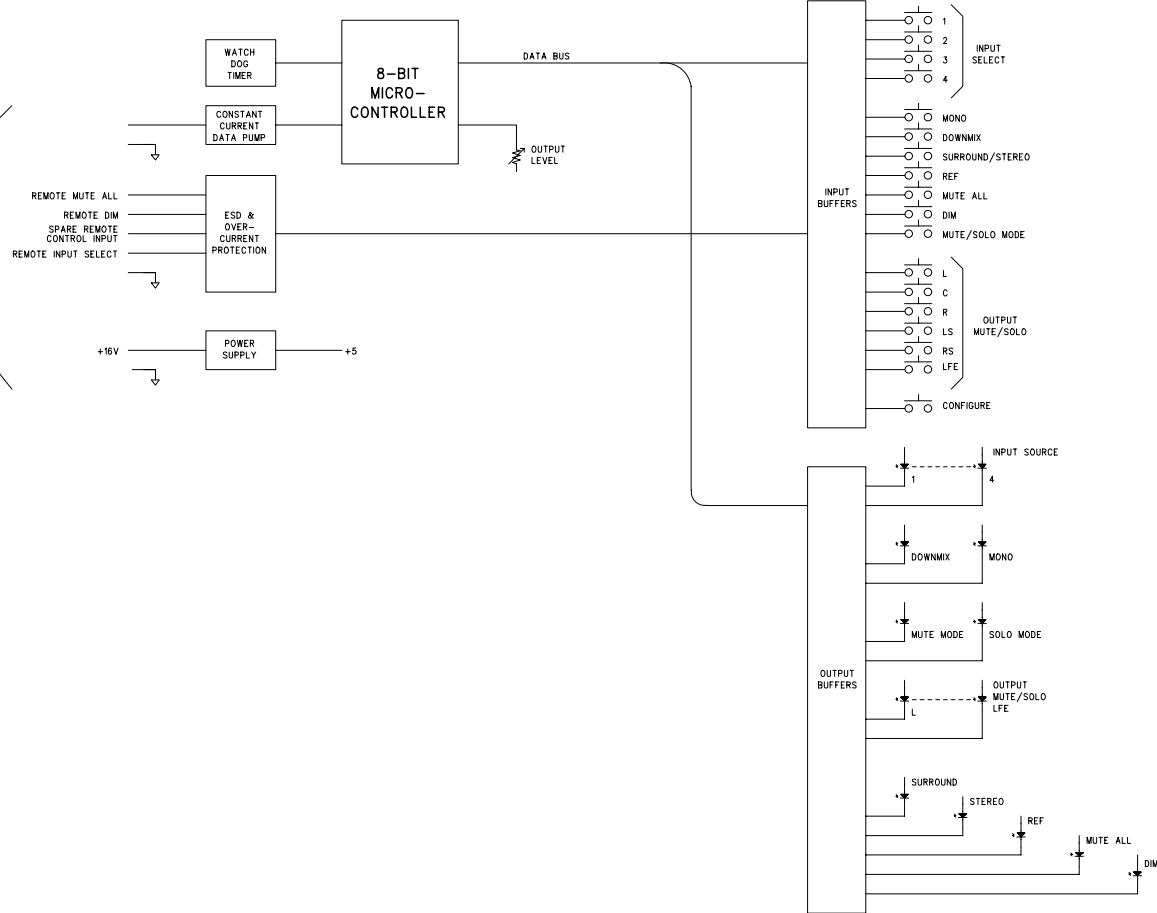 WATCH
DOG
TIMER
8-BIT
MICRO-
CONTROLLER
DATA BUS
CONSTANT
CURRENT
DATA PUMP
OUTPUT
LEVEL
REMOTE MUTE ALL
REMOTE DIM
SPARE REMOTE
CONTROL INPUT
REMOTE INPUT SELECT
ESD &
OVER-
CURRENT
PROTECTION
+16V
POWER
SUPPLY
+5
INPUT
BUFFERS
1
2
3
4
INPUT
SELECT
MONO
DOWNMIX
SURROUND/STEREO
REF
MUTE ALL
DIM
MUTE/SOLO MODE
L
C
R
LS
RS
LFE
OUTPUT
MUTE/SOLO
CONFIGURE
OUTPUT
BUFFERS
INPUT SOURCE
1
4
DOWNMIX
MONO
MUTE MODE
SOLO MODE
L
OUTPUT
MUTE/SOLO
LFE
SURROUND
STEREO
REF
MUTE ALL
DIM